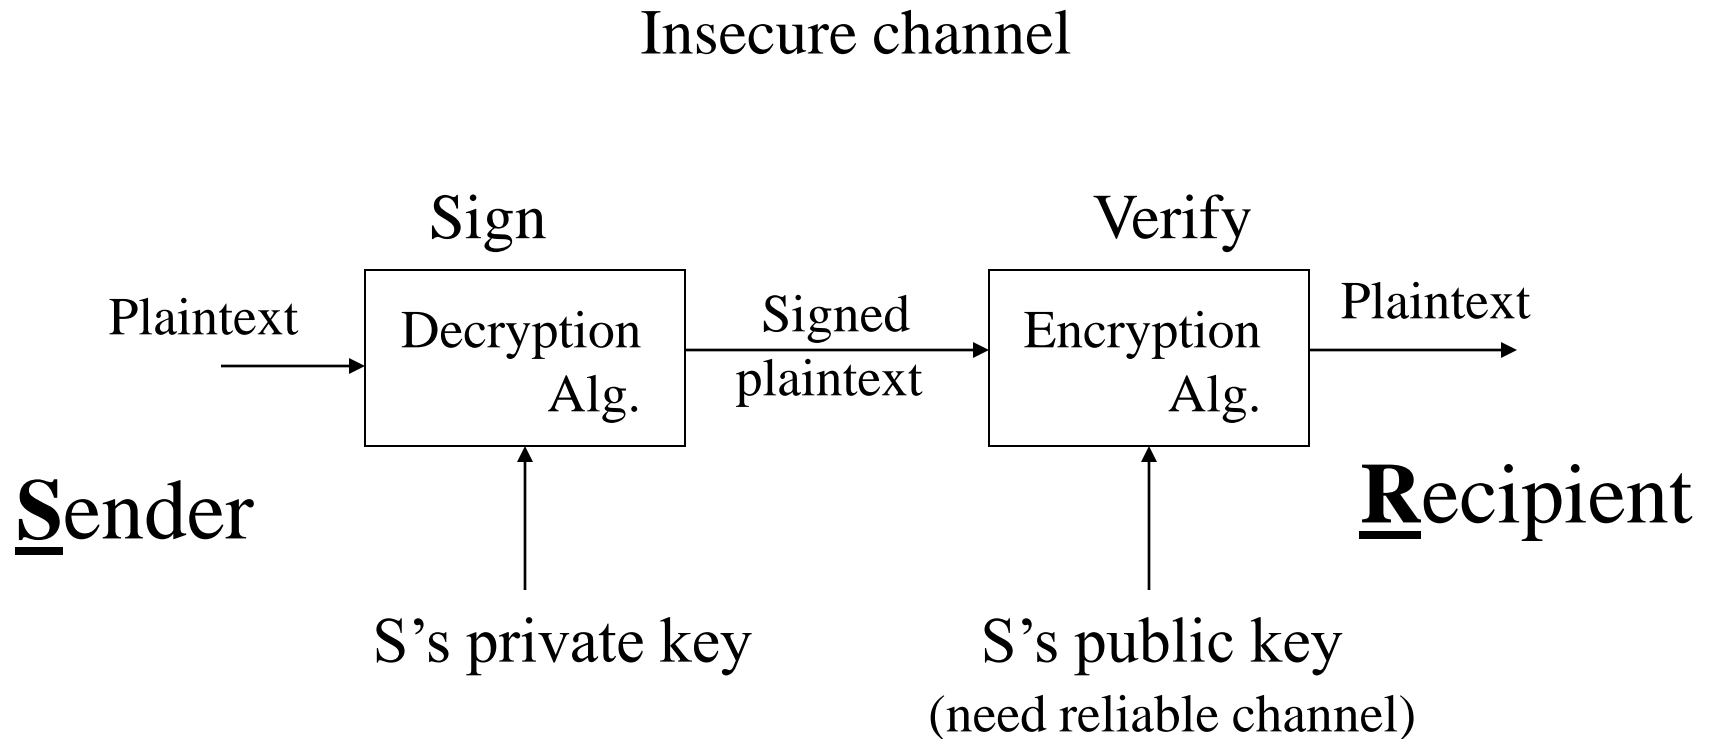 Insecure channel
Sign
Verify
Plaintext
Decryption
Alg.
Signed
plaintext
Encryption
Alg.
Plaintext
Sender
Recipient
S’s private key
S’s public key
(need reliable channel)